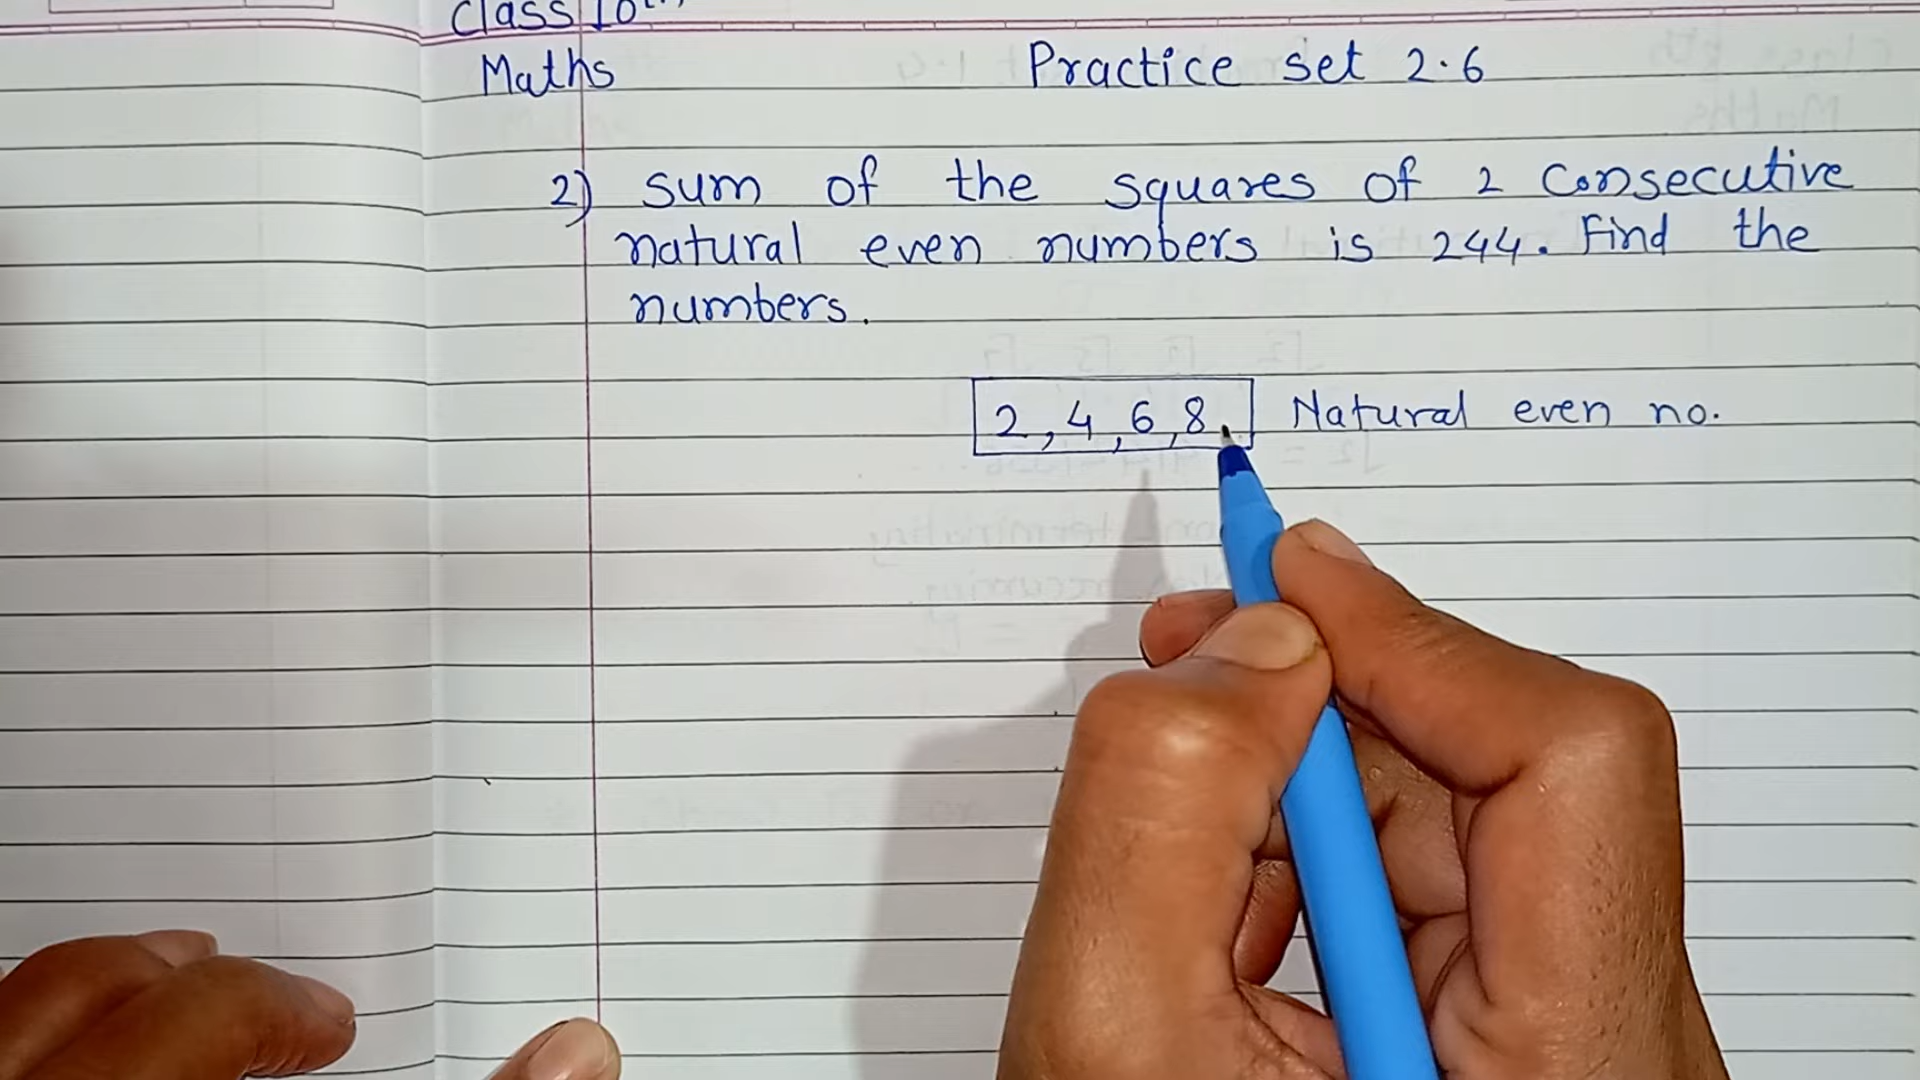 Class 10th
Maths
Practice set 2.6
2) sum of the squares of 2 consecutive
natural even numbers is 244. Find the
numbers.
2, 4, 6, 8, Natural even no.